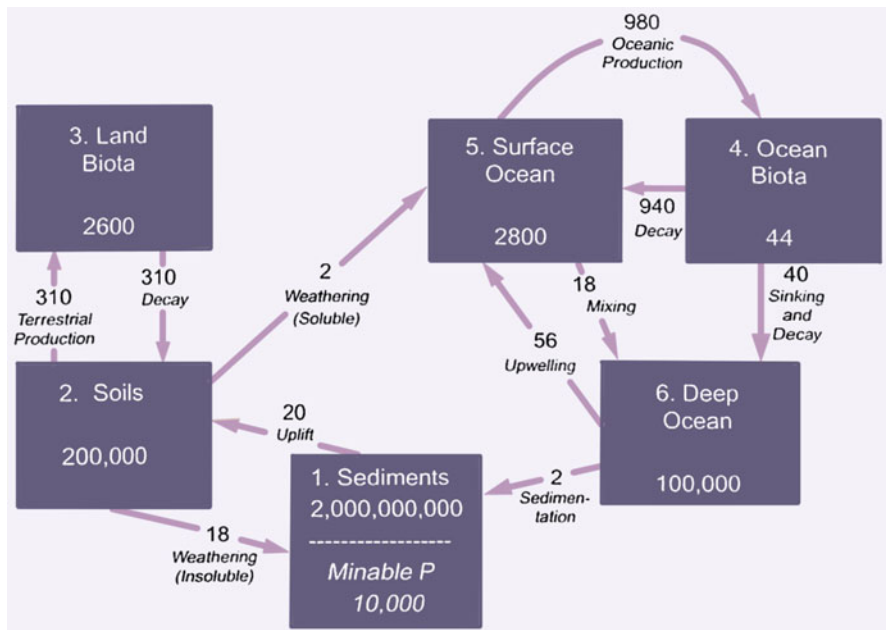 980
Oceanic
Production
3. Land
Biota
2600
5. Surface
Ocean
2800
4. Ocean
Biota
44
940
Decay
310
Terrestrial
Production
310
Decay
2
Weathering
(Soluble)
18
Mixing
40
Sinking
and
Decay
56
Upwelling
2. Soils
200,000
20
Uplift
6. Deep
Ocean
100,000
1. Sediments
2,000,000,000
Minable P
10,000
2
Sedimen-
tation
18
Weathering
(Insoluble)